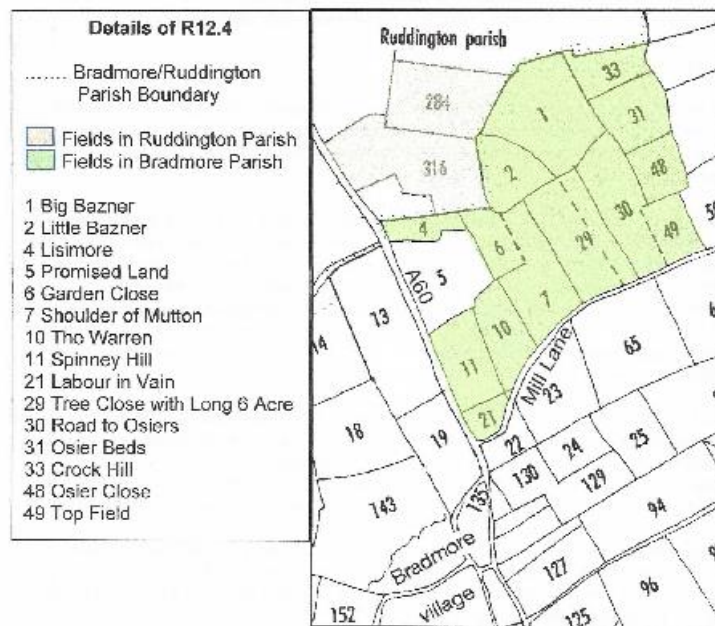 Details of R12.4
........ Bradmore/Ruddington
Parish Boundary
Fields in Ruddington Parish
Fields in Bradmore Parish
1 Big Bazner
2 Little Bazner
4 Lisimore
5 Promised Land
6 Garden Close
7 Shoulder of Mutton
10 The Warren
11 Spinney Hill
21 Labour in Vain
29 Tree Close with Long 6 Acre
30 Road to Osiers
31 Osier Beds
33 Crock Hill
48 Osier Close
49 Top Field
Ruddington parish
284
33
1
31
316
2
48
30
4
6
29
49
5
A60
13
7
10
14
11
65
Mill Lane
23
21
18
19
22
24
25
130
129
135
143
94
Bradmore
127
96
village
152
125